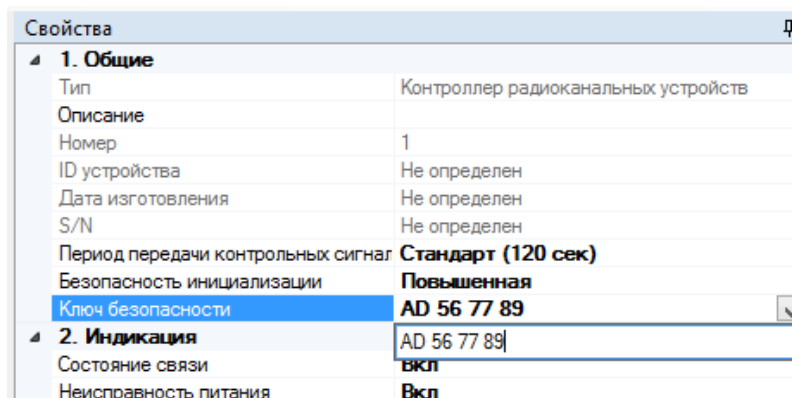 Свойства
1. Общие
Тип Контроллер радиоканальных устройств
Описание
Номер 1
ID устройства Не определен
Дата изготовления Не определен
S/N Не определен
Период передачи контрольных сигнал Стандарт (120 сек)
Безопасность инициализации Повышенная
Ключ безопасности AD 56 77 89
2. Индикация AD 56 77 89
Состояние связи Вкл
Неисправность питания Вкл